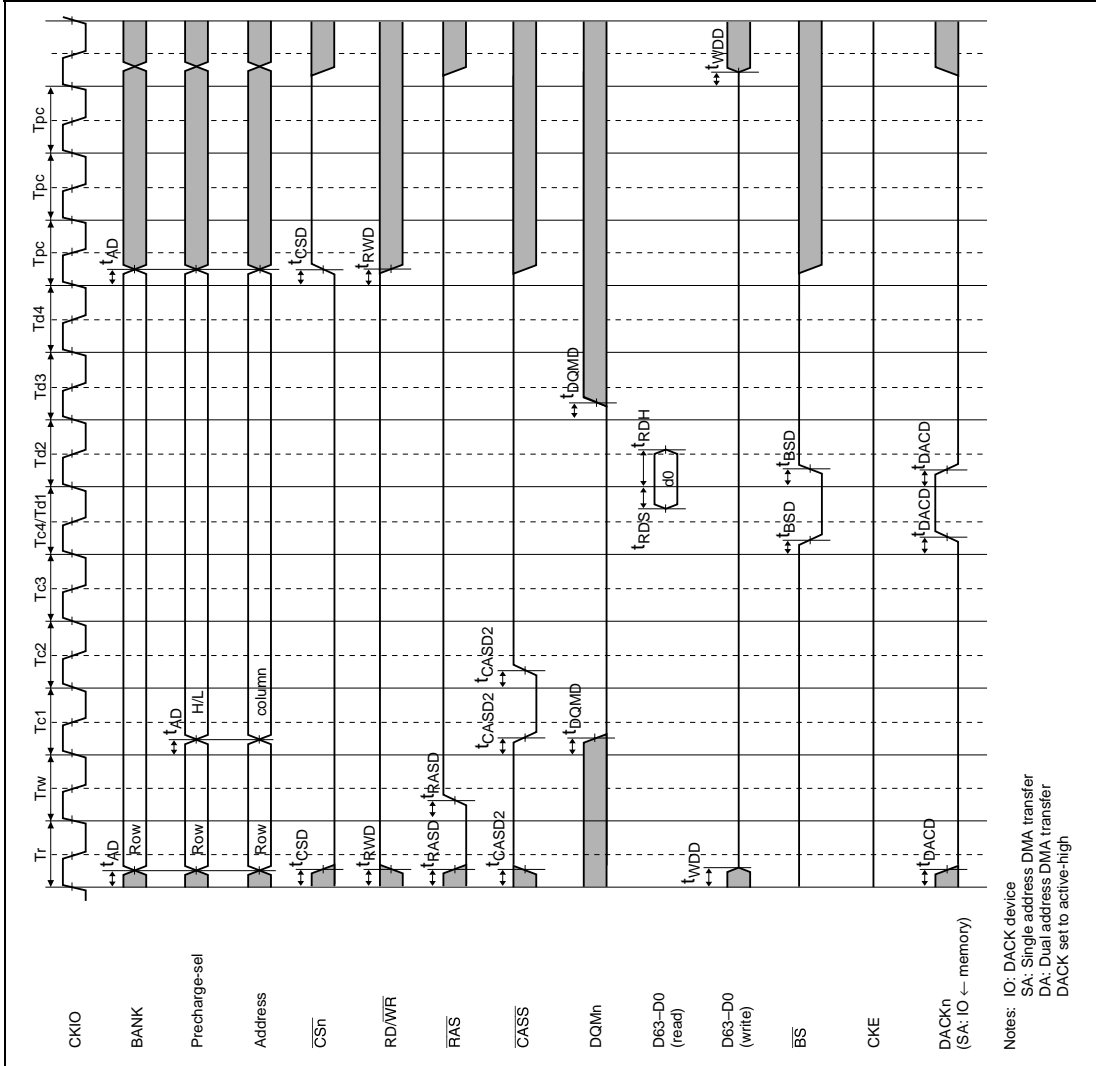 Tr
Trw
Tc1
Tc2
Tc3
Tc4/Td1
Td2
Td3
Td4
Tpc
Tpc
Tpc
CKIO
BANK
tAD
Row
tAD
Precharge-sel
Row
tAD
H/L
Address
Row
column
CSn
tCSD
tCSD
RD/WR
tRWD
tRWD
RAS
tRASD
tRASD
CASS
tCASD2
tCASD2
tCASD2
DQMn
tDQMD
tDQMD
D63–D0
(read)
tRDS
d0
tRDH
D63–D0
(write)
tWDD
tWDD
BS
tBSD
tBSD
CKE
DACKn
(SA: IO ← memory)
tDACD
tDACD
tDACD
Notes: IO: DACK device
SA: Single address DMA transfer
DA: Dual address DMA transfer
DACK set to active-high